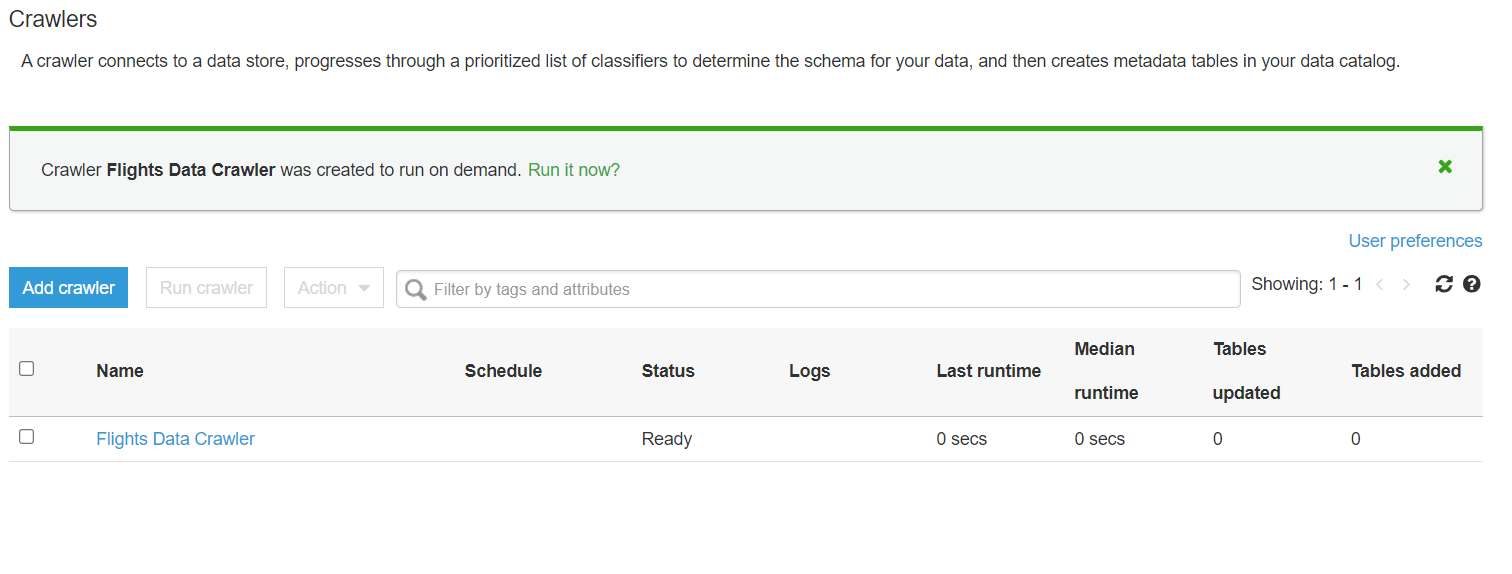 Crawlers
A crawler connects to a data store, progresses through a prioritized list of classifiers to determine the schema for your data, and then creates metadata tables in your data catalog.
Crawler Flights Data Crawler was created to run on demand. Run it now?
User preferences
Add crawler Run crawler Action Filter by tags and attributes Showing: 1 - 1
Name Schedule Status Logs Last runtime Median runtime Tables updated Tables added
Flights Data Crawler Ready 0 secs 0 secs 0 0